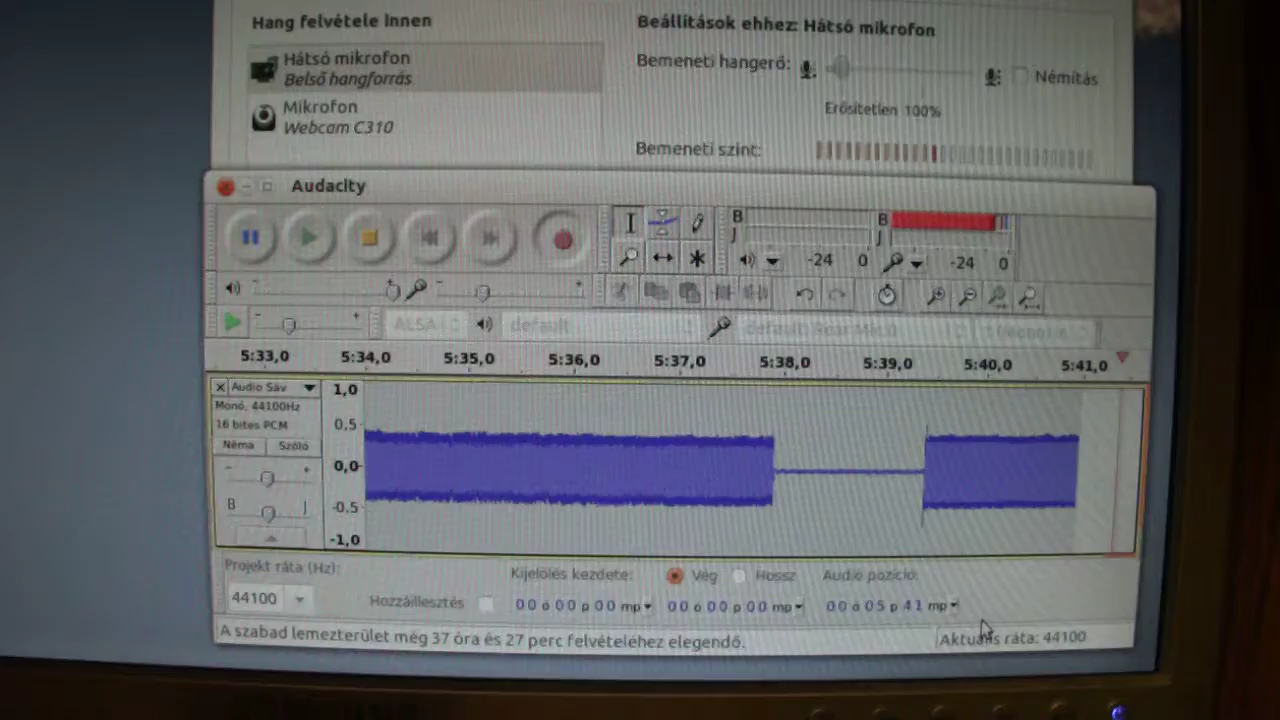 Hang felvétele innen
Hátsó mikrofon
Belső hangforrás
Mikrofon
Webcam C310
Beállítások ehhez: Hátsó mikrofon
Bemeneti hangerő:
Némítás
Erősítetlen 100%
Bemeneti szint:
Audacity
B
J
-24 0
B
J
-24 0
ALSA
default
default: Rear Mic:0
5:33,0 5:34,0 5:35,0 5:36,0 5:37,0 5:38,0 5:39,0 5:40,0 5:41,0
Audio Sáv
Monó, 44100Hz
16 bites PCM
Néma Szóló
- +
B J
1,0
0,5
0,0
-0,5
-1,0
Projekt ráta (Hz):
44100
Hozzáillesztés
Kijelölés kezdete:
Vég
Hossz
Audió pozíció:
00 ó 00 p 00 mp
00 ó 00 p 00 mp
00 ó 05 p 41 mp
A szabad lemezterület még 37 óra és 27 perc felvételéhez elegendő.
Aktuális ráta: 44100